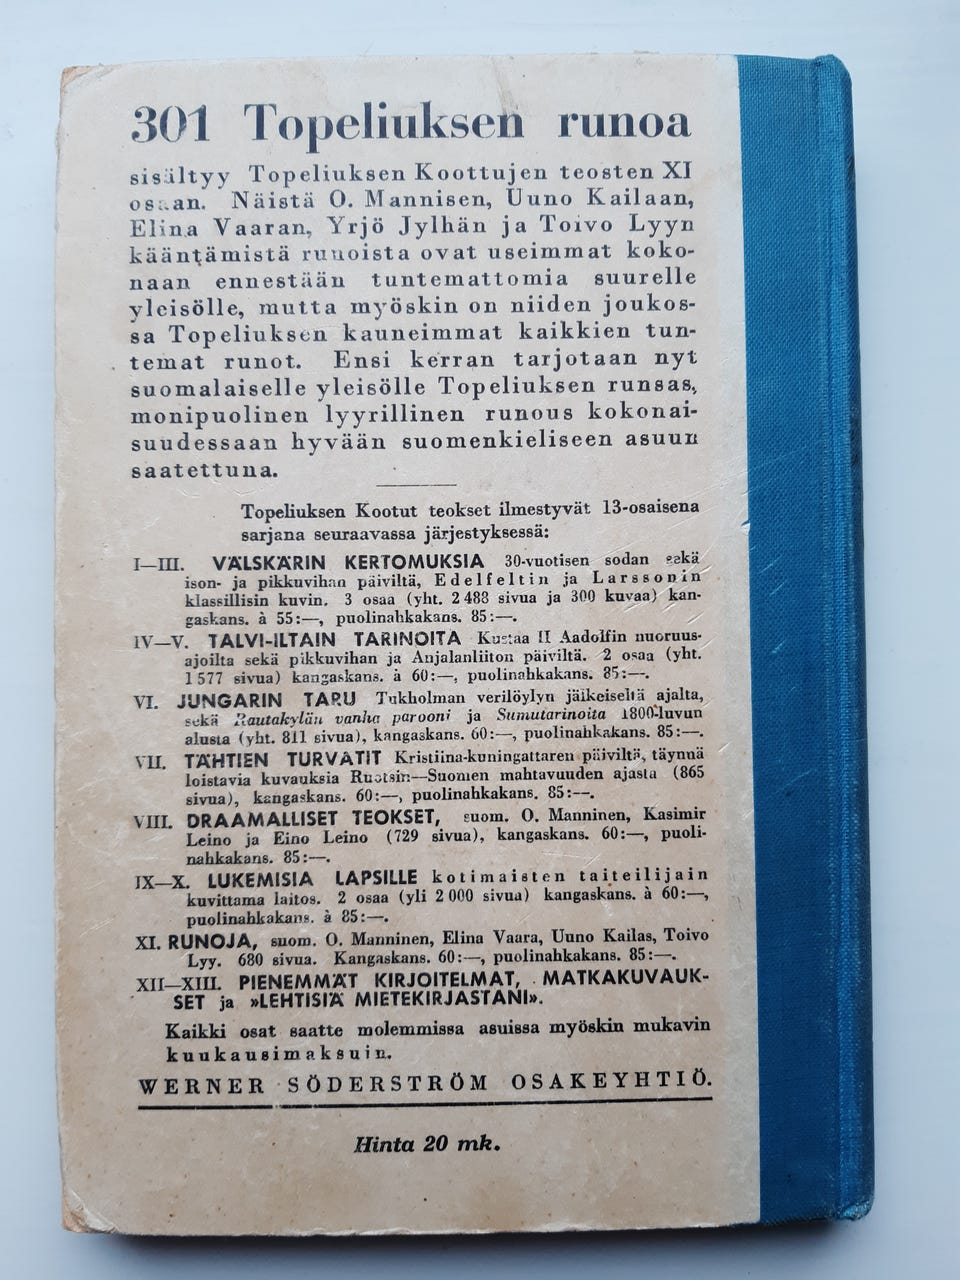 301 Topeliuksen runoa
sisältyy Topeliuksen Koottujen teosten XI
osaan. Näistä O. Mannisen, Uuno Kailaan,
Elina Vaaran, Yrjö Jylhän ja Toivo Lyyn
kääntämistä runoista ovat useimmat koko-
naan ennestään tuntemattomia suurelle
yleisölle, mutta myöskin on niiden joukos-
sa Topeliuksen kauneimmat kaikkien tun-
temat runot. Ensi kerran tarjotaan nyt
suomalaiselle yleisölle Topeliuksen runsas,
monipuolinen lyyrillinen runous kokonai-
suudessaan hyvään suomenkieliseen asuun
saatettuna.
Topeliuksen Kootut teokset ilmestyvät 13-osaisena
sarjana seuraavassa järjestyksessä:
I—III. VÄLSKÄRIN KERTOMUKSIA 30-vuotisen sodan sekä
ison- ja pikkuvihan päiviltä, Edelfeltin ja Larssonin
klassillisin kuvin. 3 osaa (yht. 2 488 sivua ja 300 kuvaa) kan-
gaskans. à 55:—, puolinahkakans. 85:—.
IV—V. TALVI-ILTAIN TARINOITA Kustaa II Aadolfin nuoruus-
ajoilta sekä pikkuvihan ja Anjalanliiton päiviltä. 2 osaa (yht.
1 577 sivua) kangaskans. à 60:—, puolinahkakans. 85:—.
VI. JUNGARIN TARU Tukholman verilöylyn jäikeiseltä ajalta,
sekä Rautakylän vanha parooni ja Sumutarinoita 1800-luvun
alusta (yht. 811 sivua), kangaskans. 60:—, puolinahkakans. 85:—.
VII. TÄHTIEN TURVATIT Kristiina-kuningattaren päiviltä, täynnä
loistavia kuvauksia Ruotsin—Suomen mahtavuuden ajasta (865
sivua), kangaskans. 60:—, puolinahkakans. 85:—.
VIII. DRAAMALLISET TEOKSET, suom. O. Manninen, Kasimir
Leino ja Eino Leino (729 sivua), kangaskans. 60:—, puoli-
nahkakans. 85:—.
IX—X. LUKEMISIA LAPSILLE kotimaisten taiteilijain
kuvittama laitos. 2 osaa (yli 2 000 sivua) kangaskans. à 60:—,
puolinahkakans. à 85:—.
XI. RUNOJA, suom. O. Manninen, Elina Vaara, Uuno Kailas, Toivo
Lyy. 680 sivua. Kangaskans. 60:—, puolinahkakans. 85:—.
XII—XIII. PIENEMMÄT KIRJOITELMAT, MATKAKUVAUK-
SET ja »LEHTISIÄ MIETEKIRJASTANI».
Kaikki osat saatte molemmissa asuissa myöskin mukavin
kuukausimaksuin.
WERNER SÖDERSTRÖM OSAKEYHTIÖ.
Hinta 20 mk.